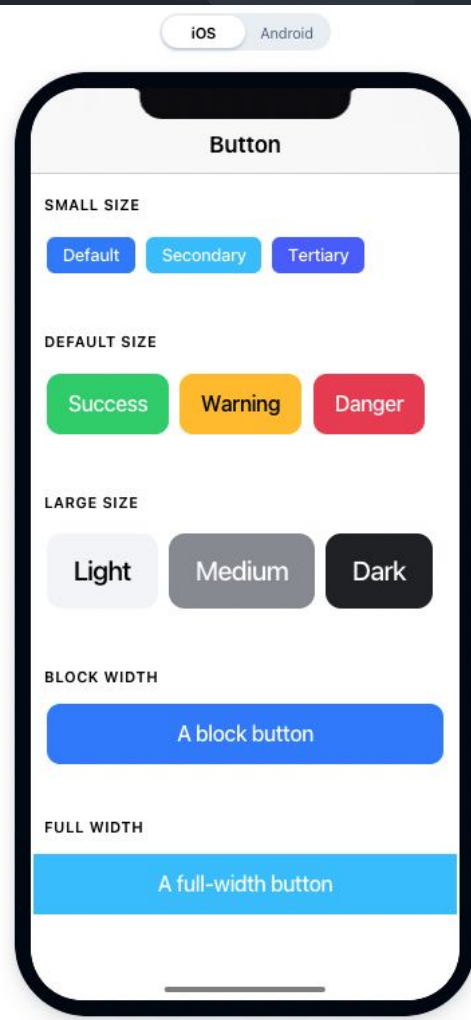 iOS Android
Button
SMALL SIZE
Default Secondary Tertiary
DEFAULT SIZE
Success Warning Danger
LARGE SIZE
Light Medium Dark
BLOCK WIDTH
A block button
FULL WIDTH
A full-width button